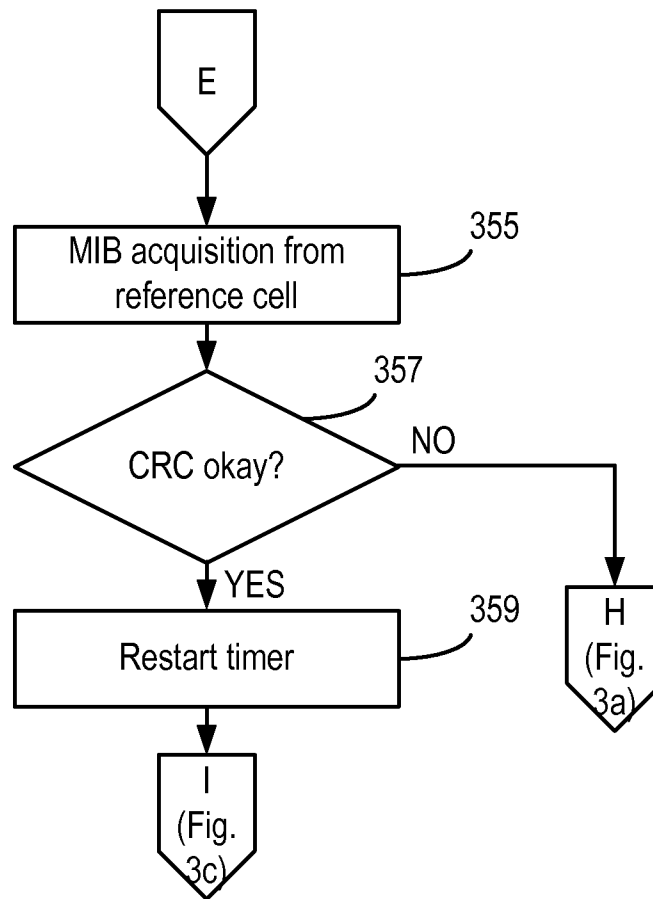 E
MIB acquisition from
reference cell
355
357
CRC okay?
NO
YES
Restart timer
359
H
(Fig.
3a)
I
(Fig.
3c)